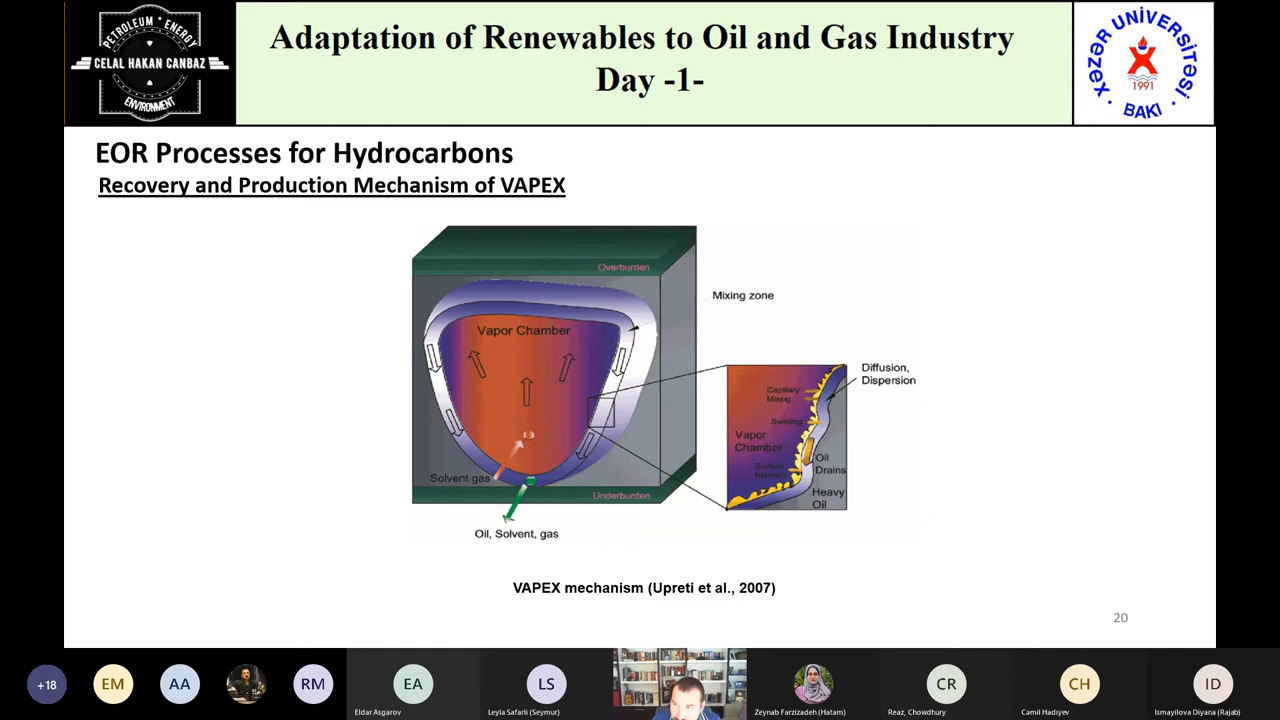 PETROLEUM * ENERGY
CELAL HAKAN CANBAZ
ENVIRONMENT
Adaptation of Renewables to Oil and Gas Industry
Day -1-
XƏZƏR UNİVERSİTƏSİ
1991
· BAKI ·
EOR Processes for Hydrocarbons
Recovery and Production Mechanism of VAPEX
Overburden
Mixing zone
Vapor Chamber
Diffusion,
Dispersion
Capillary
Mixing
Swelling
Vapor
Chamber
Surface
Oil
Drains
Heavy
Oil
Solvent gas
Underburden
Oil, Solvent, gas
VAPEX mechanism (Upreti et al., 2007)
20
+18
EM
AA
RM
EA
LS
CR
CH
ID
Eldar Asgarov
Leyla Safarli (Seymur)
Zeynab Farzizadeh (Hatam)
Reaz, Chowdhury
Cəmil Hadıyev
Ismayilova Diyana (Rajab)